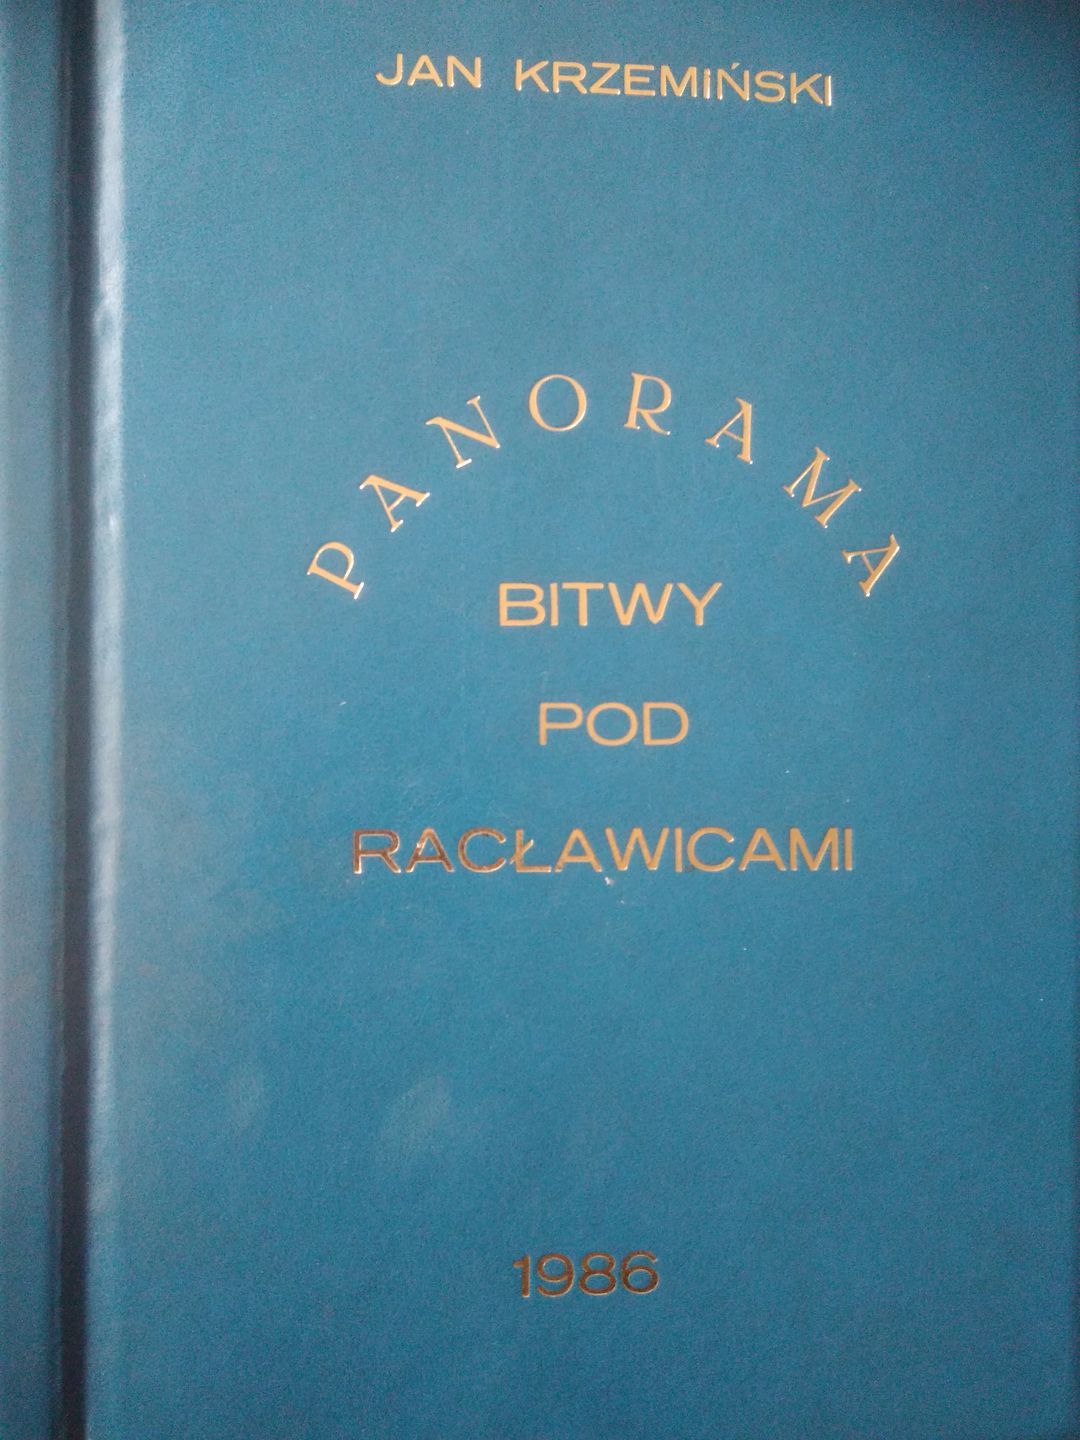 JAN KRZEMIŃSKI
PANORAMA
BITWY
POD
RACŁAWICAMI
1986